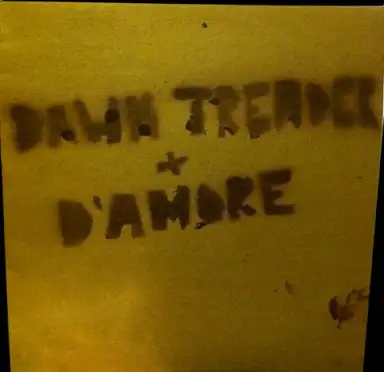 DAWN TREADER
+
D'AMORE